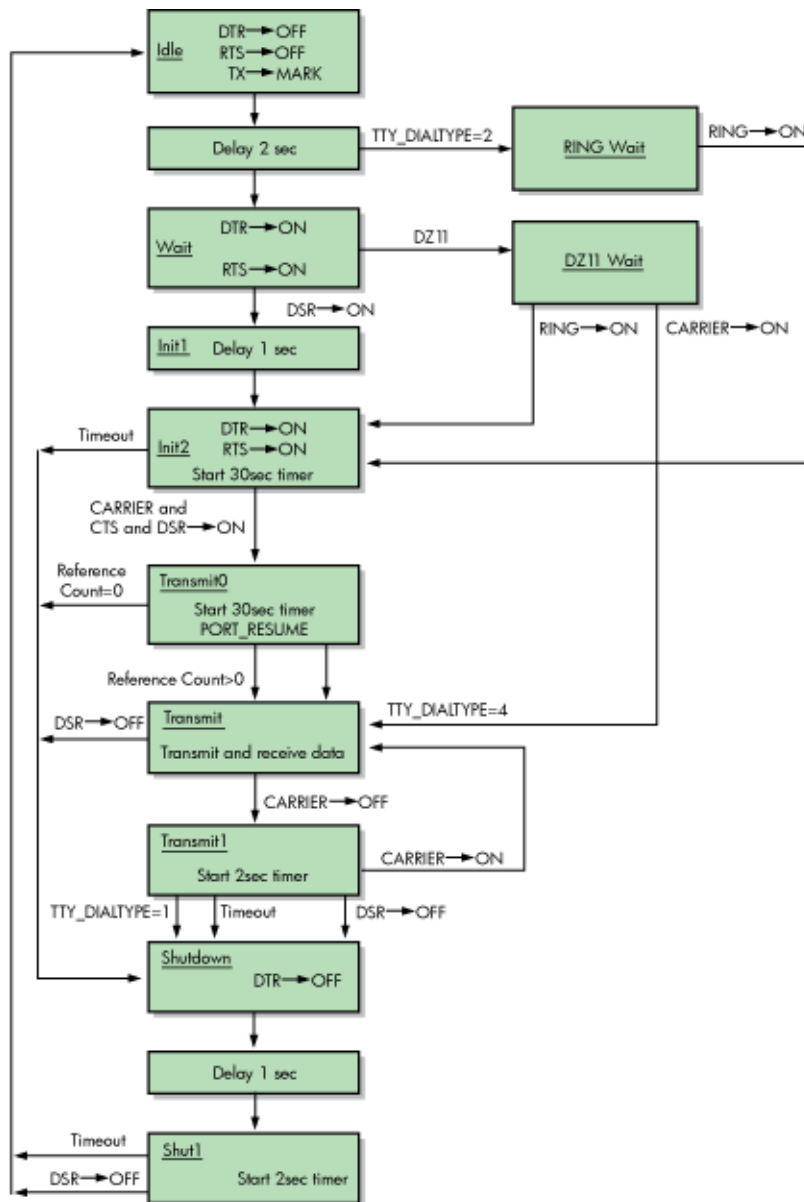 DTR→OFF
Idle RTS→OFF
TX→MARK
Delay 2 sec
TTY_DIALTYPE=2
RING Wait
RING→ON
DTR→ON
Wait
RTS→ON
DZ11
DZ11 Wait
DSR→ON
RING→ON
CARRIER→ON
Init1 Delay 1 sec
Timeout
DTR→ON
Init2 RTS→ON
Start 30sec timer
CARRIER and
CTS and DSR→ON
Reference
Count=0
Transmit0
Start 30sec timer
PORT_RESUME
Reference Count>0
TTY_DIALTYPE=4
DSR→OFF
Transmit
Transmit and receive data
CARRIER→OFF
Transmit1
Start 2sec timer
CARRIER→ON
TTY_DIALTYPE=1
Timeout
DSR→OFF
Shutdown
DTR→OFF
Delay 1 sec
Timeout
DSR→OFF
Shut1
Start 2sec timer